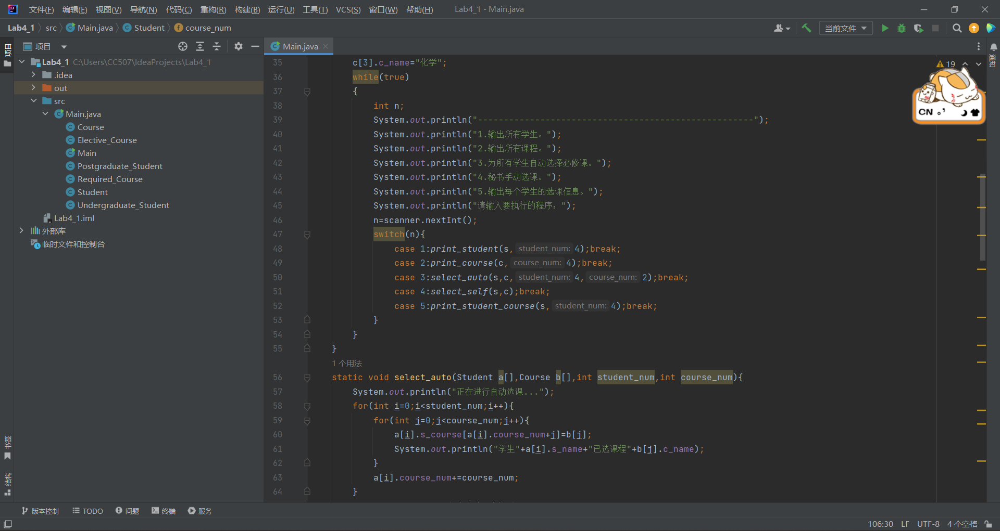 文件(F) 编辑(E) 视图(V) 导航(N) 代码(C) 重构(R) 构建(B) 运行(U) 工具(T) VCS(S) 窗口(W) 帮助(H) Lab4_1 - Main.java
Lab4_1 src Main.java Student course_num 当前文件
项目
项目
Main.java
通知
Lab4_1 C:\Users\CC507\IdeaProjects\Lab4_1
.idea
out
src
Main.java
Course
Elective_Course
Main
Postgraduate_Student
Required_Course
Student
Undergraduate_Student
Lab4_1.iml
外部库
临时文件和控制台
19
CN
35 c[3].c_name="化学";
36 while(true)
37 {
38 int n;
39 System.out.println("-----------------------------------------------------");
40 System.out.println("1.输出所有学生。");
41 System.out.println("2.输出所有课程。");
42 System.out.println("3.为所有学生自动选择必修课。");
43 System.out.println("4.秘书手动选课。");
44 System.out.println("5.输出每个学生的选课信息。");
45 System.out.println("请输入要执行的程序：");
46 n=scanner.nextInt();
47 switch(n){
48 case 1:print_student(s, student_num: 4);break;
49 case 2:print_course(c, course_num: 4);break;
50 case 3:select_auto(s,c, student_num: 4, course_num: 2);break;
51 case 4:select_self(s,c);break;
52 case 5:print_student_course(s, student_num: 4);break;
53 }
54 }
55 }
1 个用法
56 static void select_auto(Student a[],Course b[],int student_num,int course_num){
57 System.out.println("正在进行自动选课...");
58 for(int i=0;i<student_num;i++){
59 for(int j=0;j<course_num;j++){
60 a[i].s_course[a[i].course_num+j]=b[j];
61 System.out.println("学生"+a[i].s_name+"已选课程"+b[j].c_name);
62 }
63 a[i].course_num+=course_num;
64 }
书签
结构
版本控制 TODO 问题 终端 服务
106:30 LF UTF-8 4 个空格